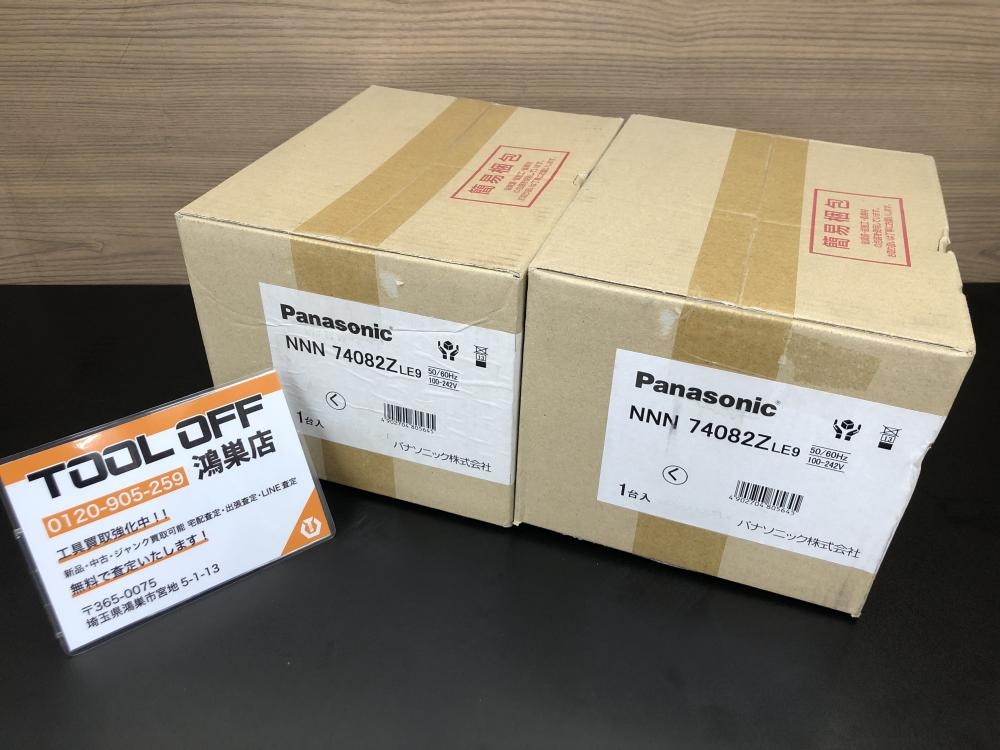 簡易梱包
簡易梱包
Panasonic
NNN 74082ZLE9
50/60Hz
100-242V
1台入
4902704805645
パナソニック株式会社
Panasonic
NNN 74082ZLE9
50/60Hz
100-242V
1台入
4902704805645
パナソニック株式会社
TOOL OFF
鴻巣店
0120-905-259
工具買取強化中!!
新品・中古・ジャンク買取可能 宅配査定・出張査定・LINE査定
無料で査定いたします!
〒365-0075
埼玉県鴻巣市宮地 5-1-13